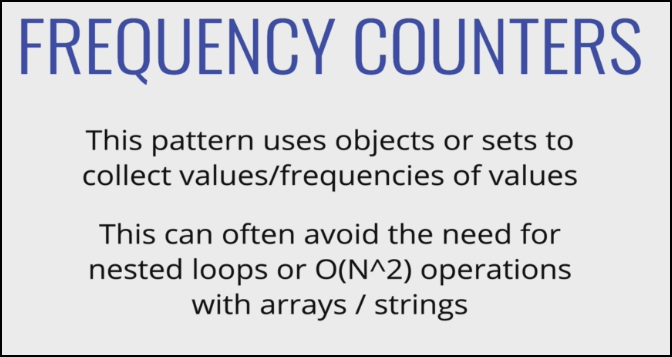 FREQUENCY COUNTERS
This pattern uses objects or sets to
collect values/frequencies of values
This can often avoid the need for
nested loops or O(N^2) operations
with arrays / strings